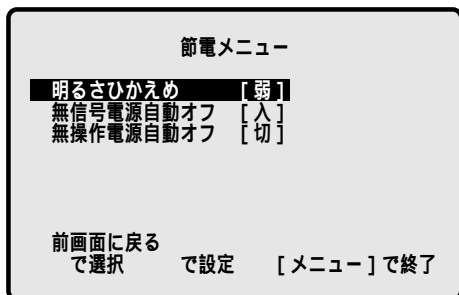 節電メニュー
明るさひかえめ [弱]
無信号電源自動オフ [入]
無操作電源自動オフ [切]
前画面に戻る
で選択 で設定 [メニュー]で終了